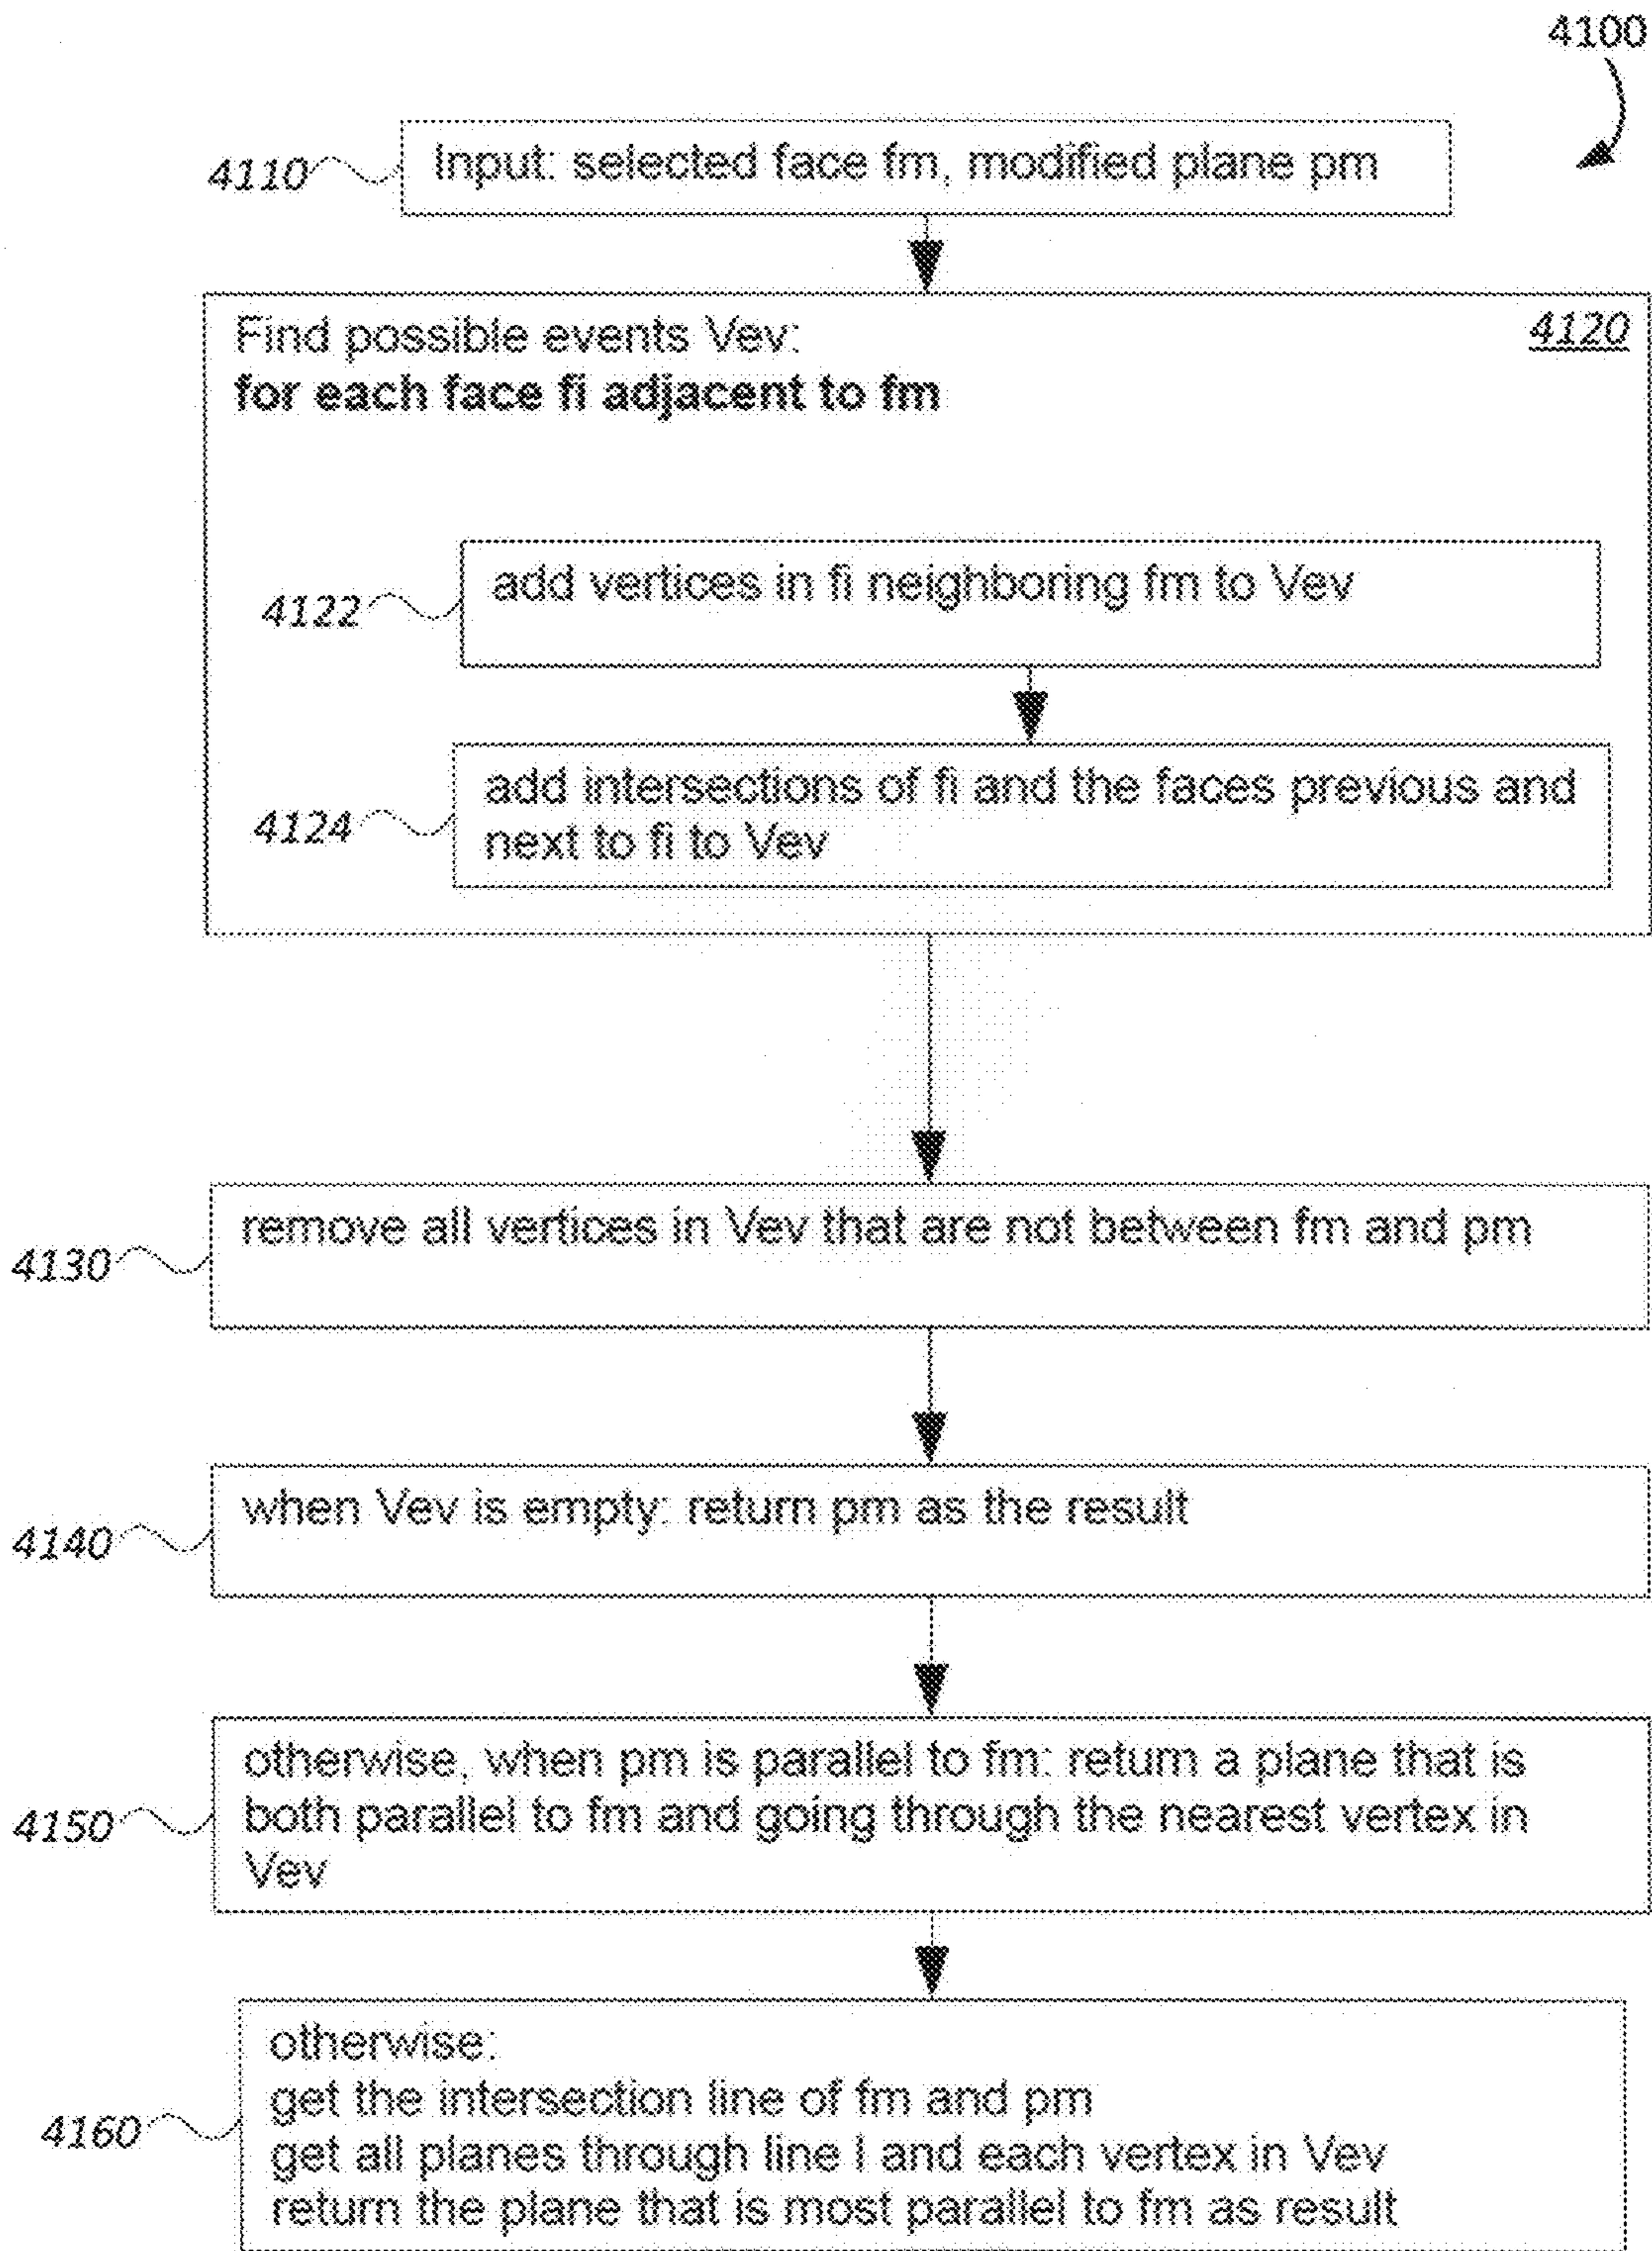 4100
4110
Input: selected face fm, modified plane pm
4120
Find possible events Vev:
for each face fi adjacent to fm
4122
add vertices in fi neighboring fm to Vev
4124
add intersections of fi and the faces previous and
next to fi to Vev
4130
remove all vertices in Vev that are not between fm and pm
4140
when Vev is empty: return pm as the result
4150
otherwise, when pm is parallel to fm: return a plane that is
both parallel to fm and going through the nearest vertex in
Vev
4160
otherwise:
get the intersection line of fm and pm
get all planes through line l and each vertex in Vev
return the plane that is most parallel to fm as result